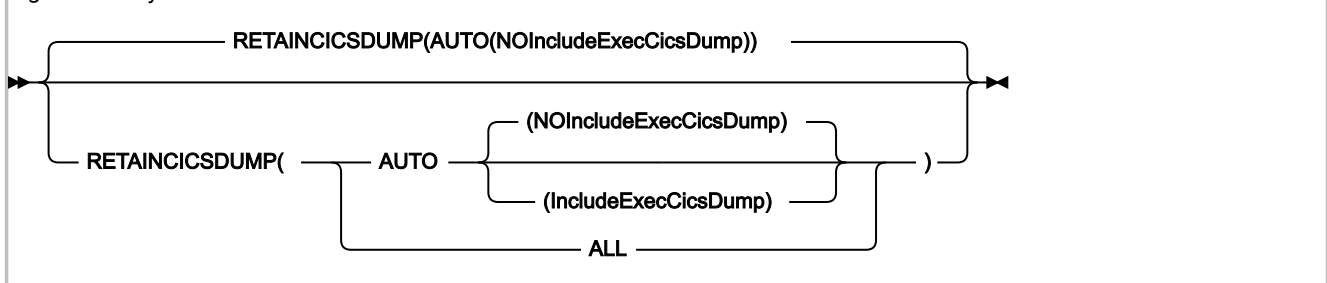 RETAINCICSDUMP(AUTO(NOIncludeExecCicsDump))
(NOIncludeExecCicsDump)
RETAINCICSDUMP( AUTO )
(IncludeExecCicsDump)
ALL